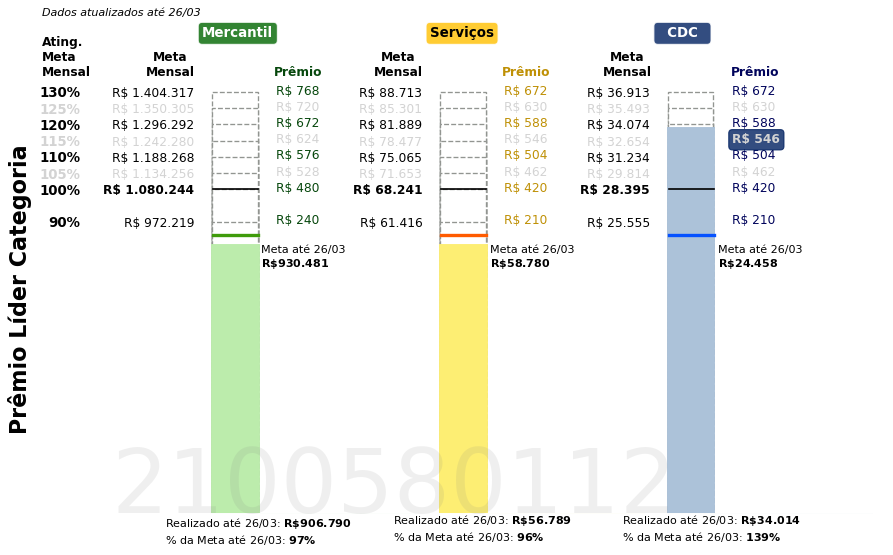 Dados atualizados até 26/03
Mercantil Serviços CDC
Ating.
Meta Meta Meta Meta
Mensal Mensal Prêmio Mensal Prêmio Mensal Prêmio
130% R$ 1.404.317 R$ 768 R$ 88.713 R$ 672 R$ 36.913 R$ 672
125% R$ 1.350.305 R$ 720 R$ 85.301 R$ 630 R$ 35.493 R$ 630
120% R$ 1.296.292 R$ 672 R$ 81.889 R$ 588 R$ 34.074 R$ 588
115% R$ 1.242.280 R$ 624 R$ 78.477 R$ 546 R$ 32.654 R$ 546
110% R$ 1.188.268 R$ 576 R$ 75.065 R$ 504 R$ 31.234 R$ 504
105% R$ 1.134.256 R$ 528 R$ 71.653 R$ 462 R$ 29.814 R$ 462
100% R$ 1.080.244 R$ 480 R$ 68.241 R$ 420 R$ 28.395 R$ 420
90% R$ 972.219 R$ 240 R$ 61.416 R$ 210 R$ 25.555 R$ 210
Meta até 26/03 Meta até 26/03 Meta até 26/03
R$930.481 R$58.780 R$24.458
Prêmio Líder Categoria
2100580112
Realizado até 26/03: R$906.790 Realizado até 26/03: R$56.789 Realizado até 26/03: R$34.014
% da Meta até 26/03: 97% % da Meta até 26/03: 96% % da Meta até 26/03: 139%